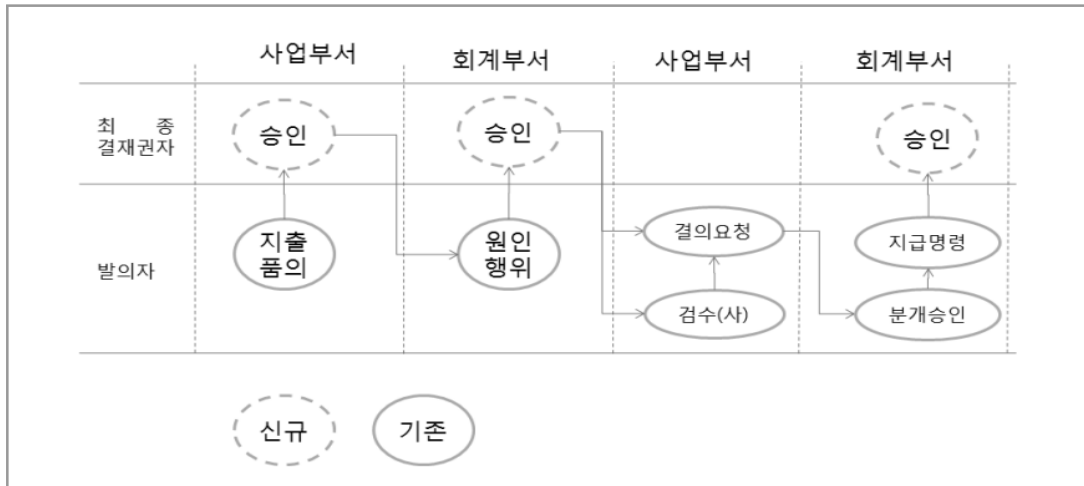 사업부서 회계부서 사업부서 회계부서
최 종
결재권자
승인 승인 승인
발의자
지출
품의
원인
행위
결의요청 지급명령
검수(사) 분개승인
신규 기존